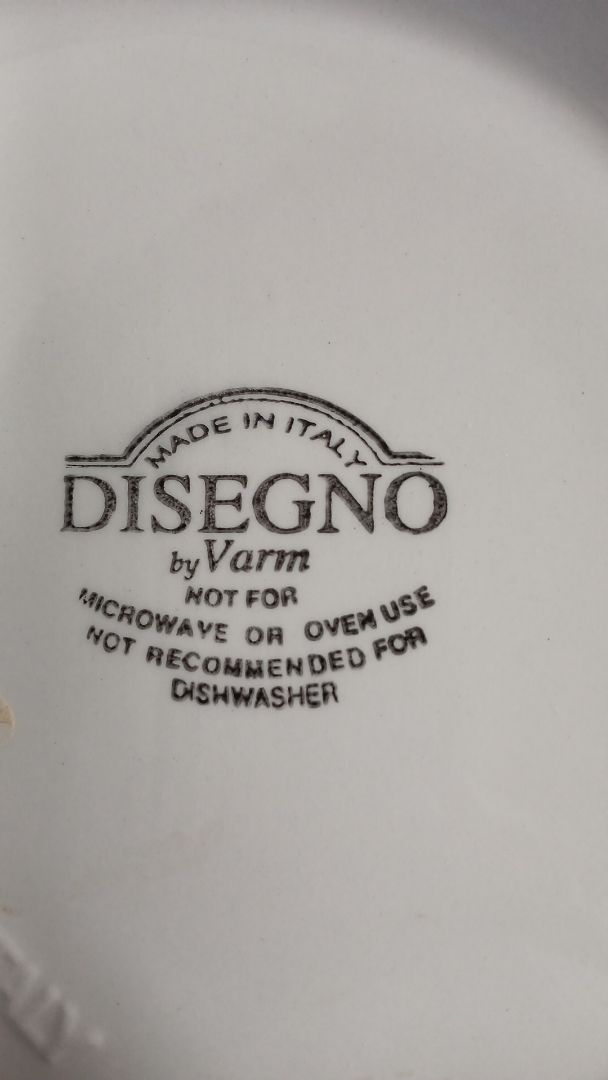 MADE IN ITALY
DISEGNO
by Varm
NOT FOR
MICROWAVE OR OVEN USE
NOT RECOMMENDED FOR
DISHWASHER